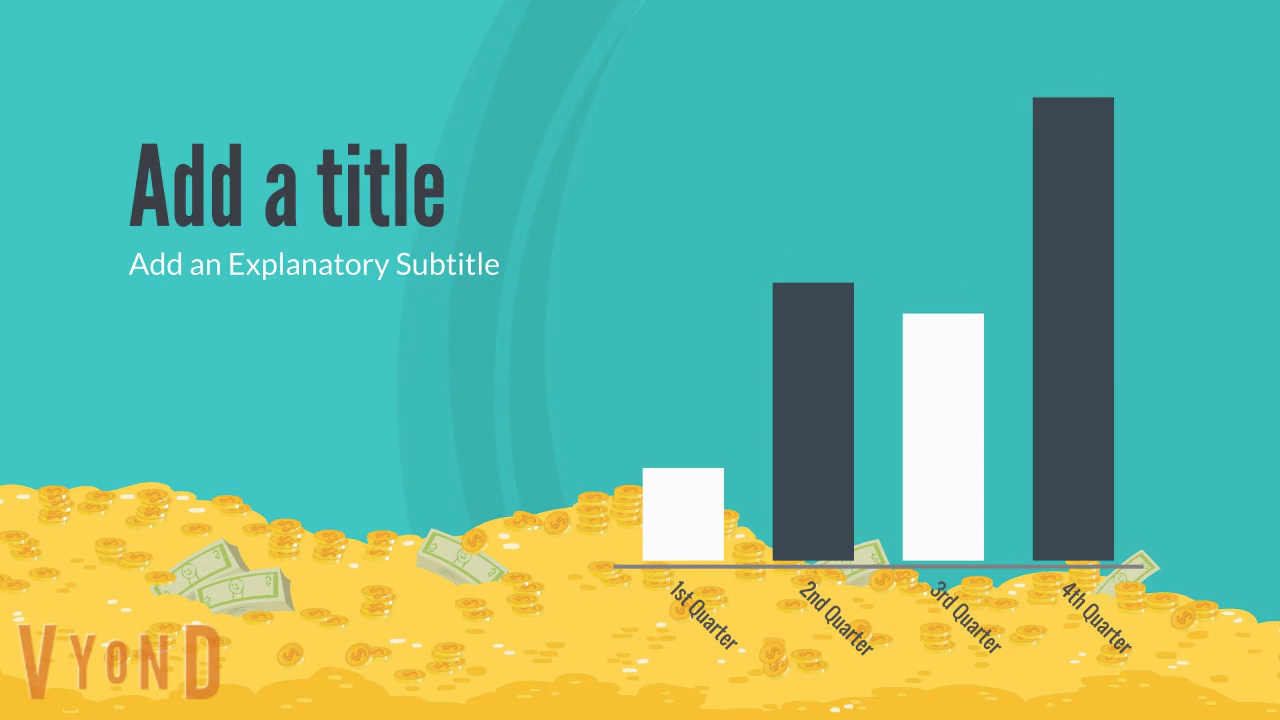 Add a title
Add an Explanatory Subtitle
1st Quarter
2nd Quarter
3rd Quarter
4th Quarter
VYOND